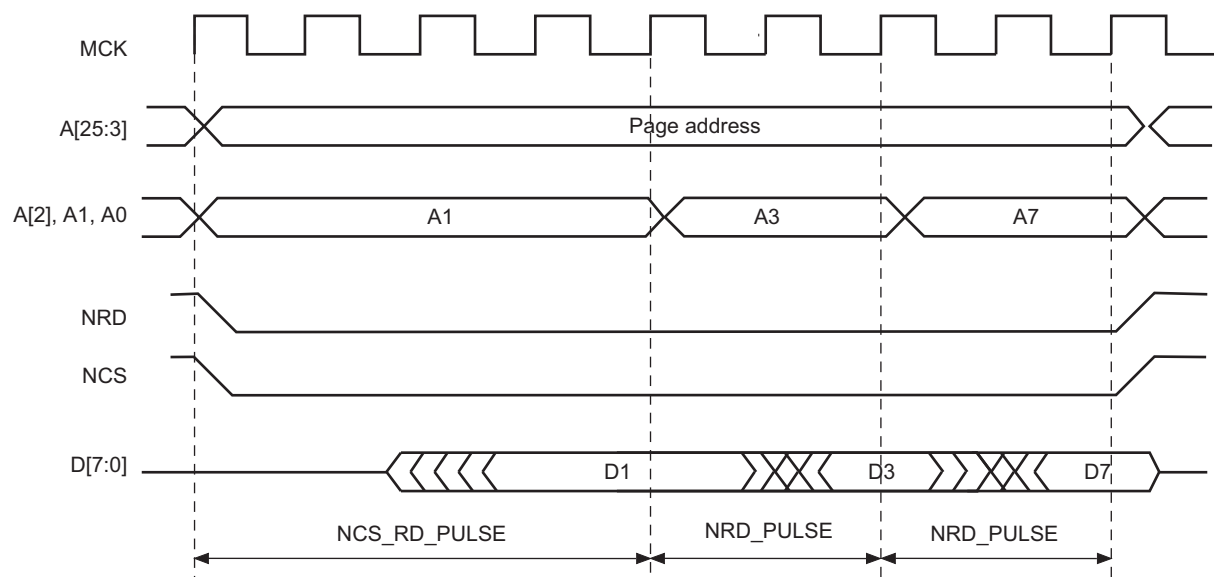 MCK
A[25:3]
Page address
A[2], A1, A0
A1
A3
A7
NRD
NCS
D[7:0]
D1
D3
D7
NCS_RD_PULSE
NRD_PULSE
NRD_PULSE